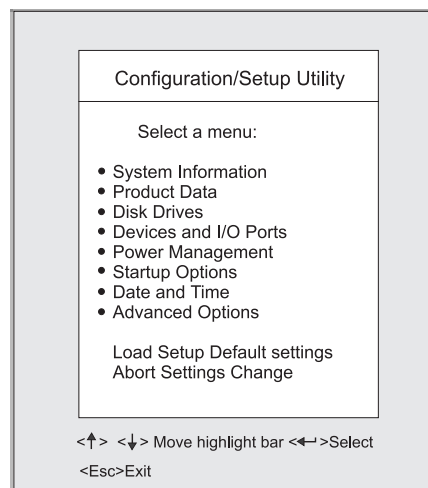 Configuration/Setup Utility
Select a menu:
• System Information
• Product Data
• Disk Drives
• Devices and I/O Ports
• Power Management
• Startup Options
• Date and Time
• Advanced Options
Load Setup Default settings
Abort Settings Change
<↑> <↓> Move highlight bar <↵>Select
<Esc>Exit